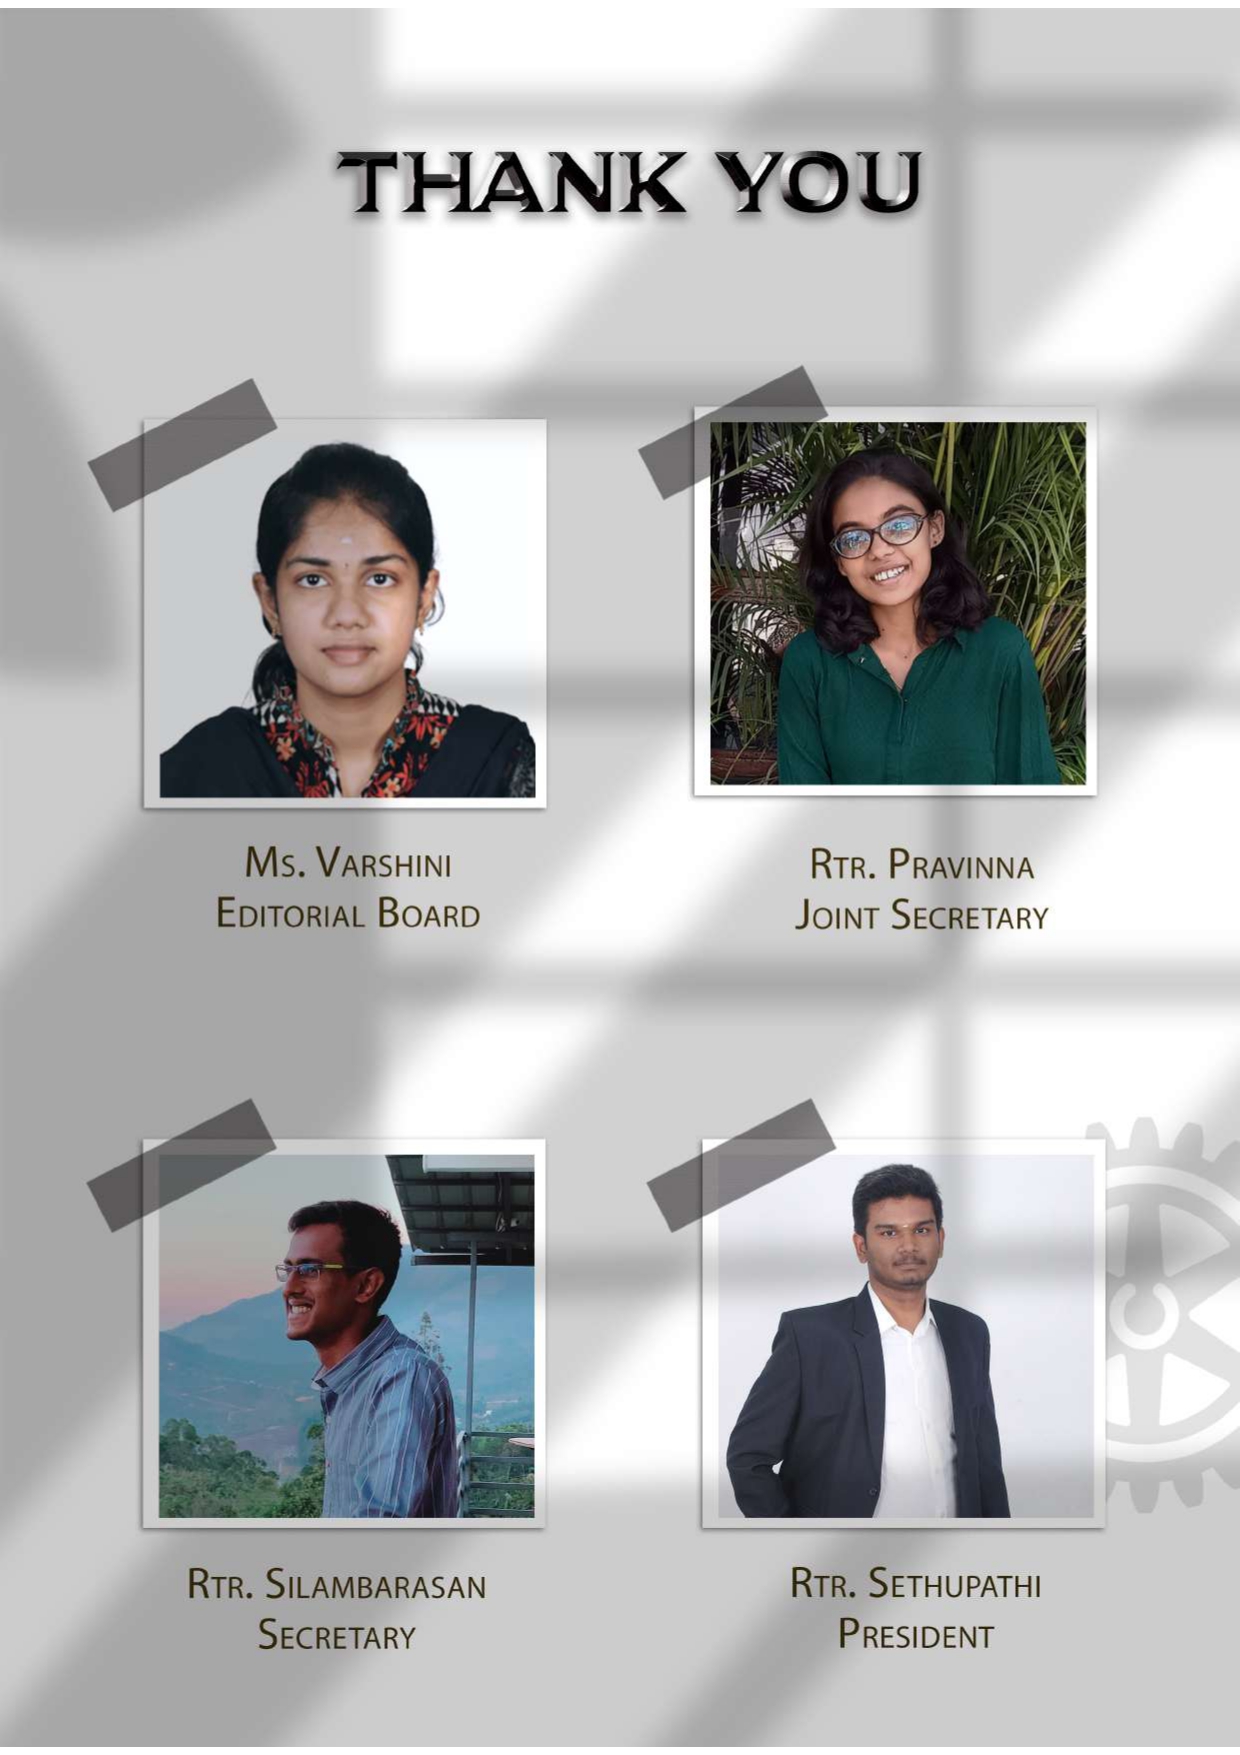 THANK YOU
Ms. Varshini
Editorial Board
Rtr. Pravinna
Joint Secretary
Rtr. Silambarasan
Secretary
Rtr. Sethupathi
President